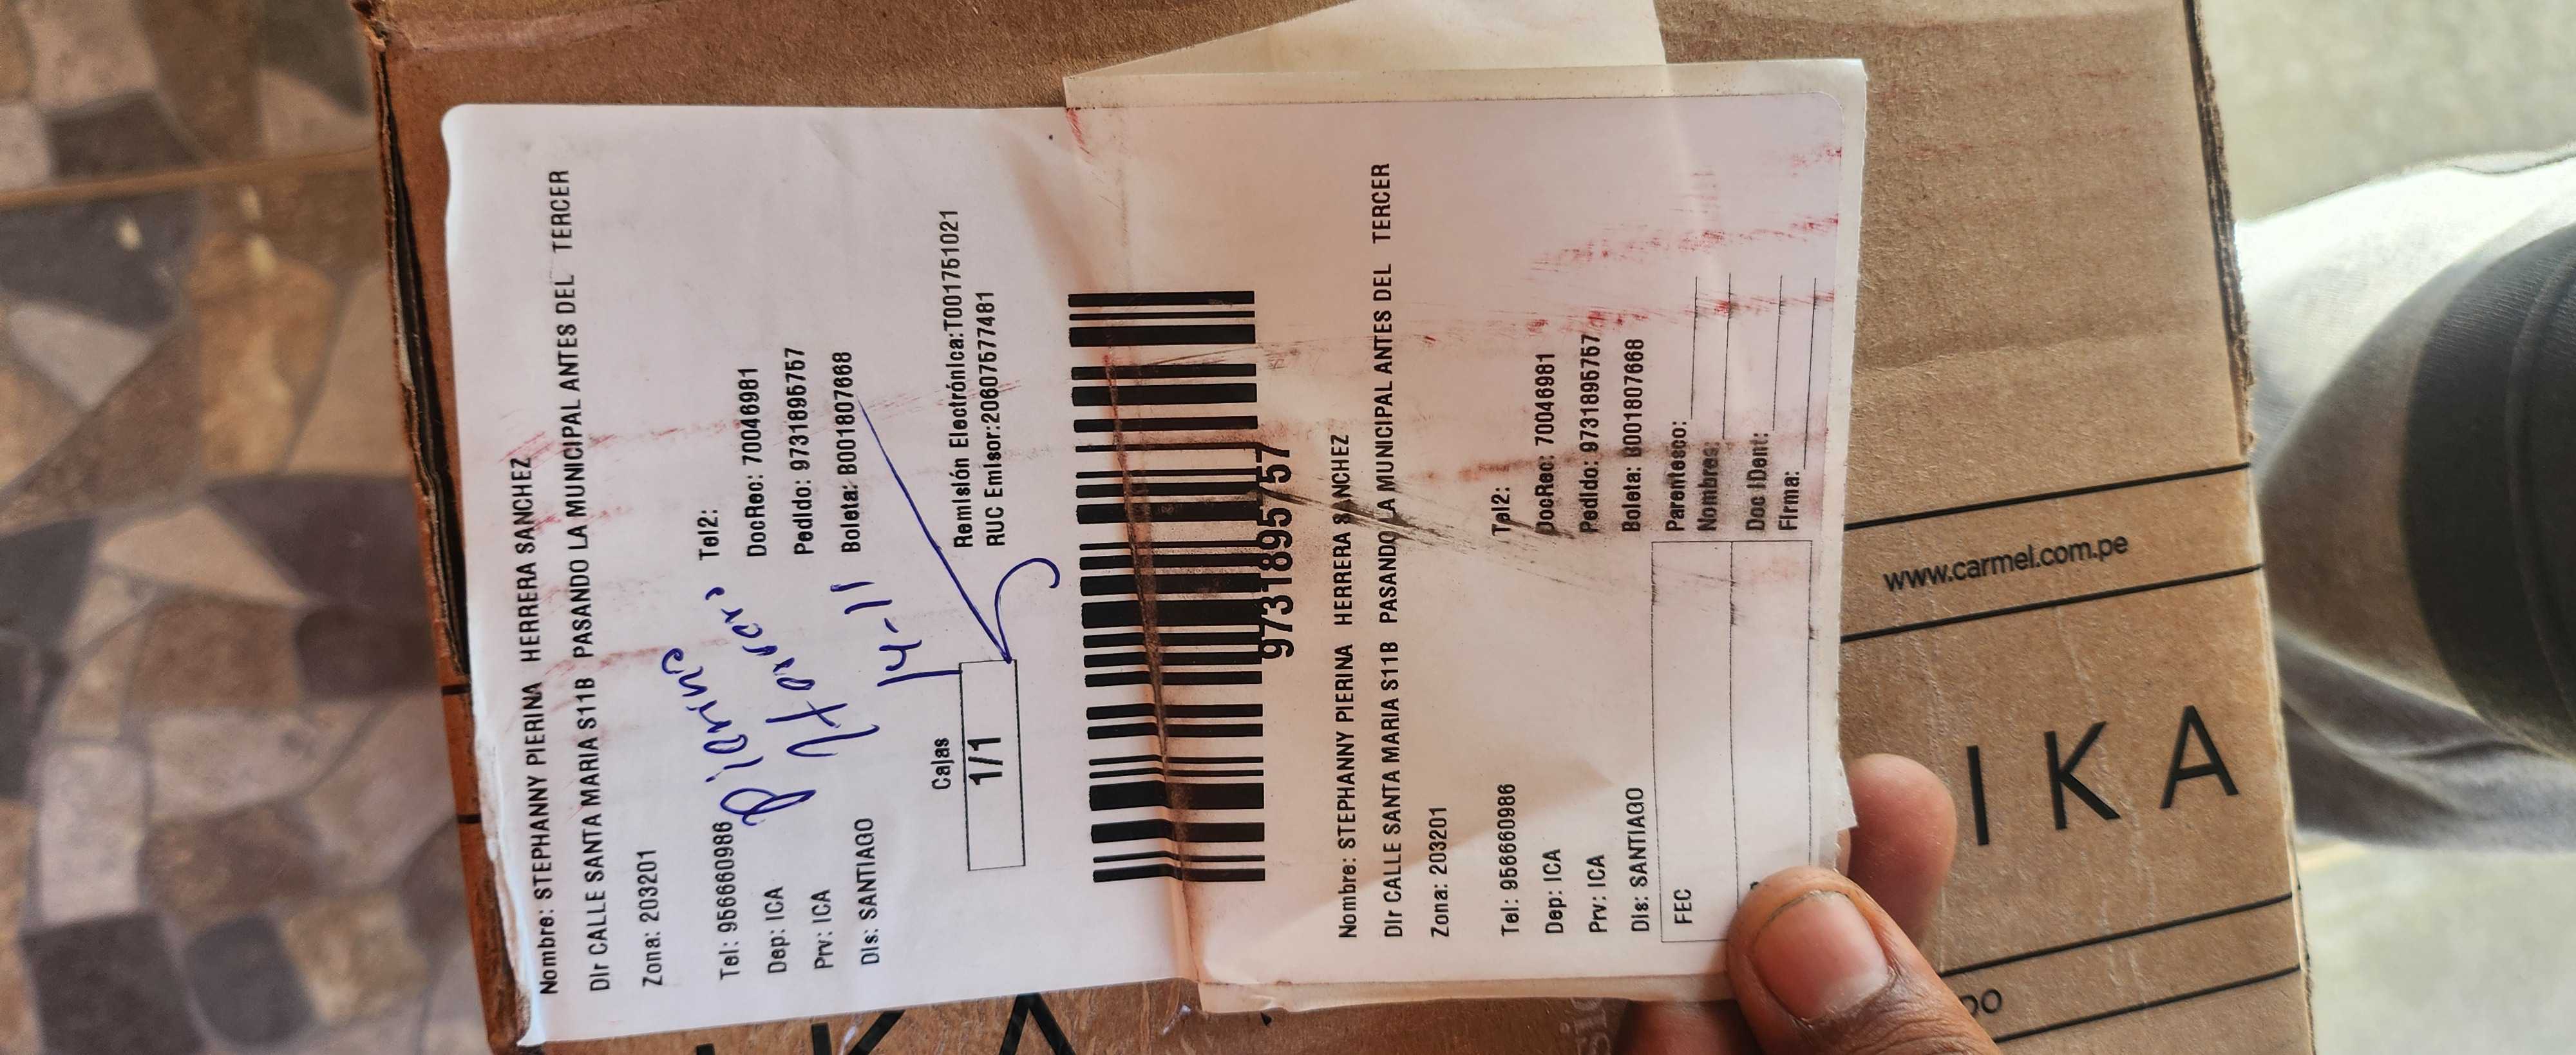 Nombre: STEPHANNY PIERINA HERRERA SANCHEZ
Dir CALLE SANTA MARIA S11B PASANDO LA MUNICIPAL ANTES DEL TERCER
Zona: 203201
Tel: 956660986 Tel2:
Dep: ICA DocRec: 70046981
Prv: ICA Pedido: 9731895757
Dis: SANTIAGO Boleta: B001807668
14-11
Cajas
1/1
Remisión Electrónica:T001751021
RUC Emisor:20607577481
9731895757
Nombre: STEPHANNY PIERINA HERRERA SANCHEZ
Dir CALLE SANTA MARIA S11B PASANDO LA MUNICIPAL ANTES DEL TERCER
Zona: 203201
Tel: 956660986 Tel2:
Dep: ICA DocRec: 70046981
Prv: ICA Pedido: 9731895757
Dis: SANTIAGO Boleta: B001807668
FEC
Parentesco:
Nombres:
Doc IDent:
Firma:
www.carmel.com.pe
IKA
DO
KA